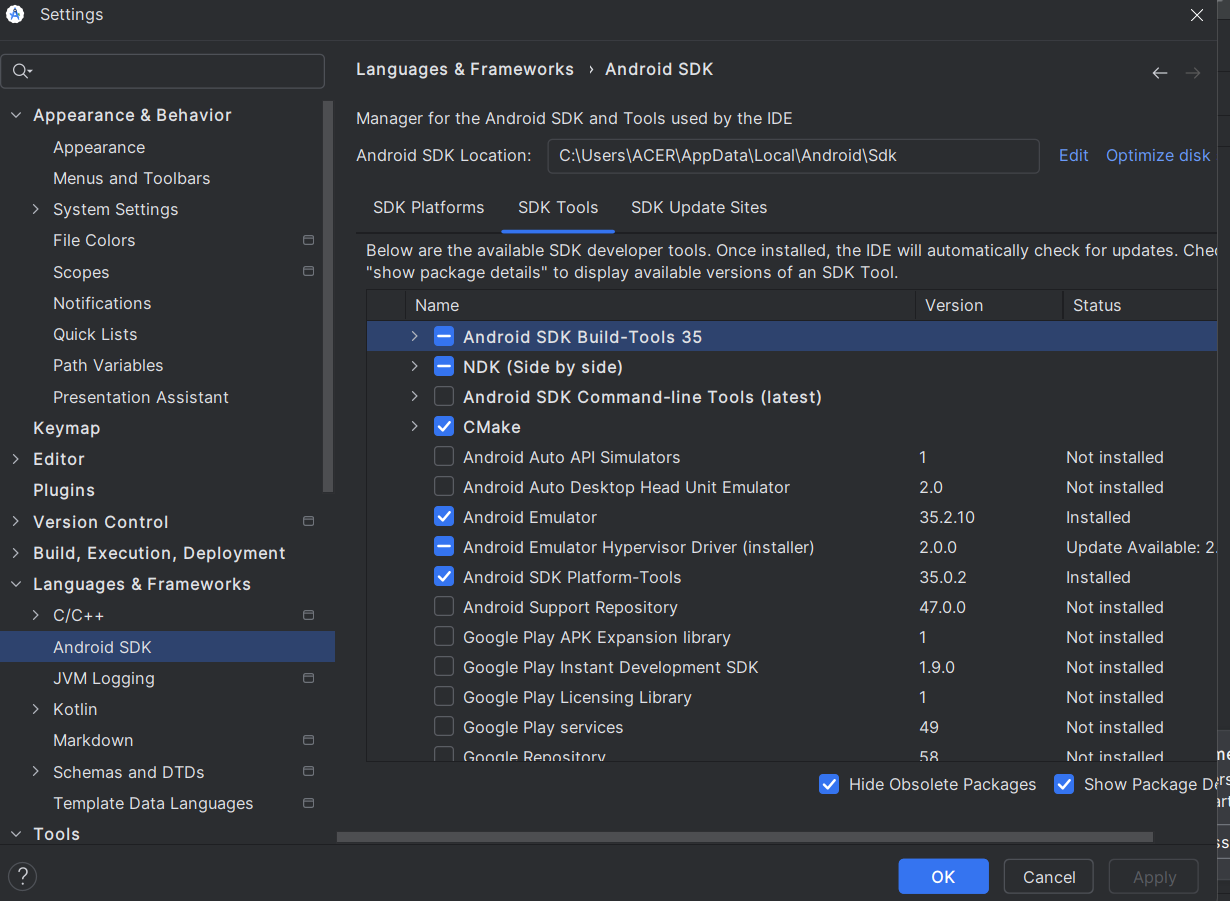 Settings
Languages & Frameworks › Android SDK
Manager for the Android SDK and Tools used by the IDE
Android SDK Location: C:\Users\ACER\AppData\Local\Android\Sdk Edit Optimize disk
SDK Platforms SDK Tools SDK Update Sites
Below are the available SDK developer tools. Once installed, the IDE will automatically check for updates.
"show package details" to display available versions of an SDK Tool.
Name Version Status
Android SDK Build-Tools 35
NDK (Side by side)
Android SDK Command-line Tools (latest)
CMake
Android Auto API Simulators 1 Not installed
Android Auto Desktop Head Unit Emulator 2.0 Not installed
Android Emulator 35.2.10 Installed
Android Emulator Hypervisor Driver (installer) 2.0.0 Update Available: 2.
Android SDK Platform-Tools 35.0.2 Installed
Android Support Repository 47.0.0 Not installed
Google Play APK Expansion library 1 Not installed
Google Play Instant Development SDK 1.9.0 Not installed
Google Play Licensing Library 1 Not installed
Google Play services 49 Not installed
Google Repository 58 Not installed
Hide Obsolete Packages Show Package De
Appearance & Behavior
Appearance
Menus and Toolbars
System Settings
File Colors
Scopes
Notifications
Quick Lists
Path Variables
Presentation Assistant
Keymap
Editor
Plugins
Version Control
Build, Execution, Deployment
Languages & Frameworks
C/C++
Android SDK
JVM Logging
Kotlin
Markdown
Schemas and DTDs
Template Data Languages
Tools
?
OK Cancel Apply